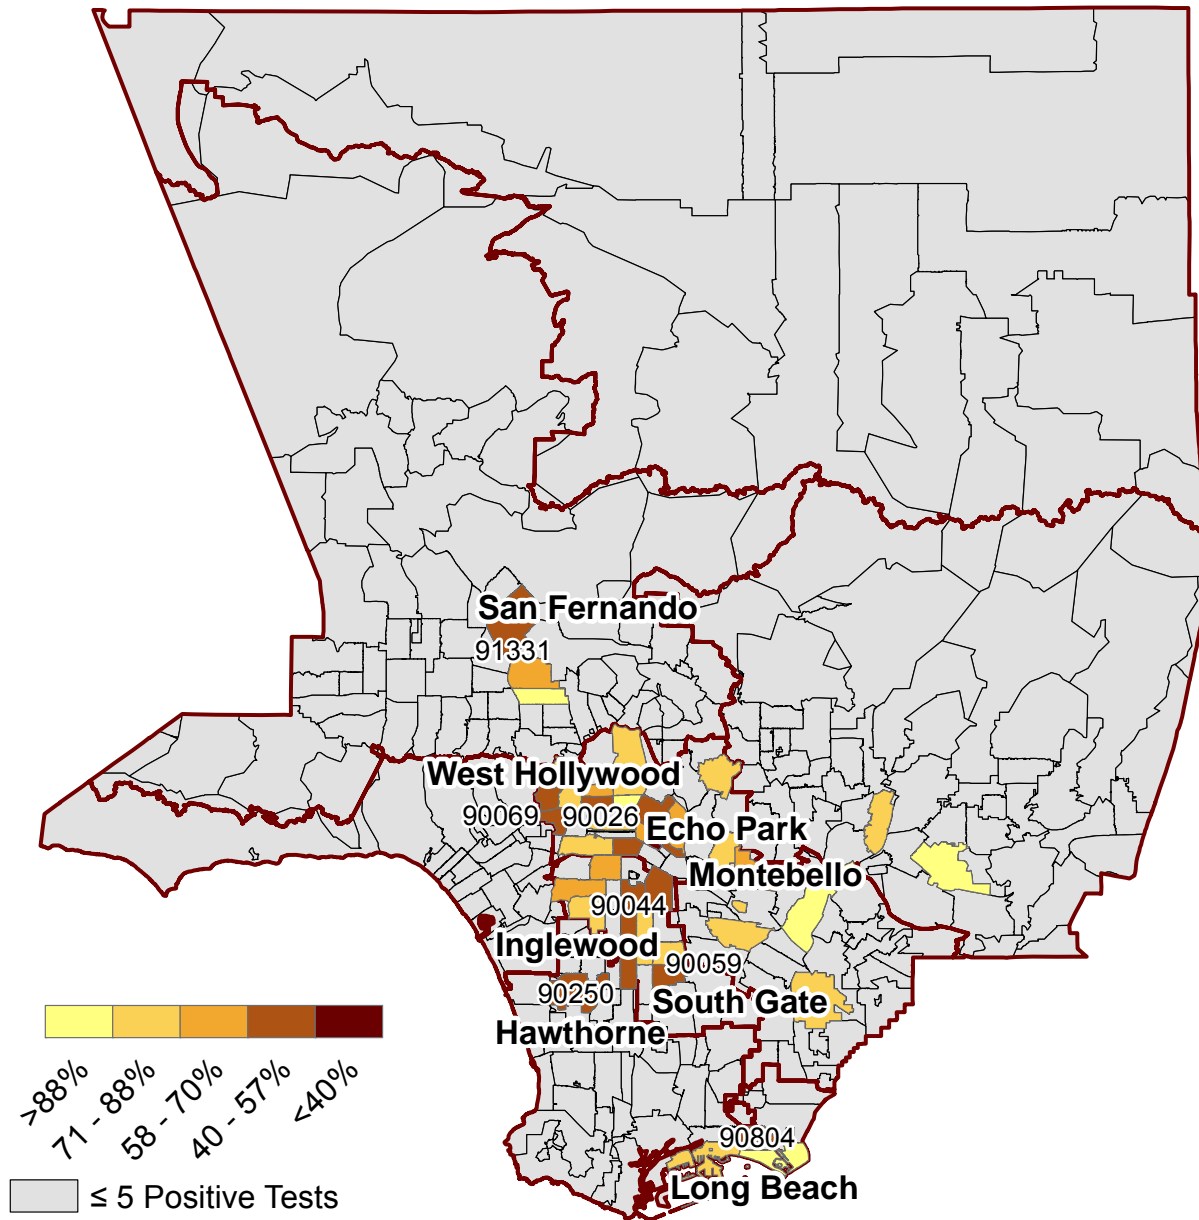 San Fernando
91331
West Hollywood
90069
90026
Echo Park
Montebello
90044
Inglewood
90059
90250
South Gate
Hawthorne
>88%
71 - 88%
58 - 70%
40 - 57%
<40%
90804
Long Beach
≤ 5 Positive Tests